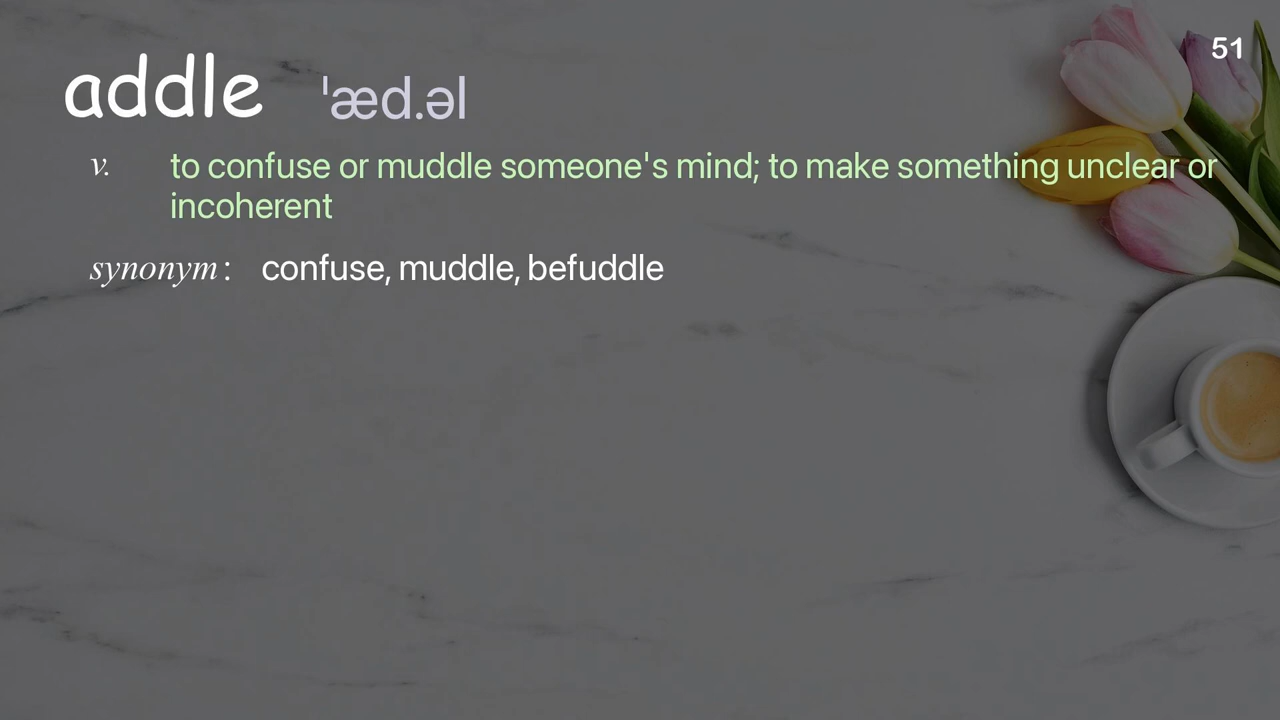 51
addle ˈæd.əl
v. to confuse or muddle someone's mind; to make something unclear or
incoherent
synonym: confuse, muddle, befuddle